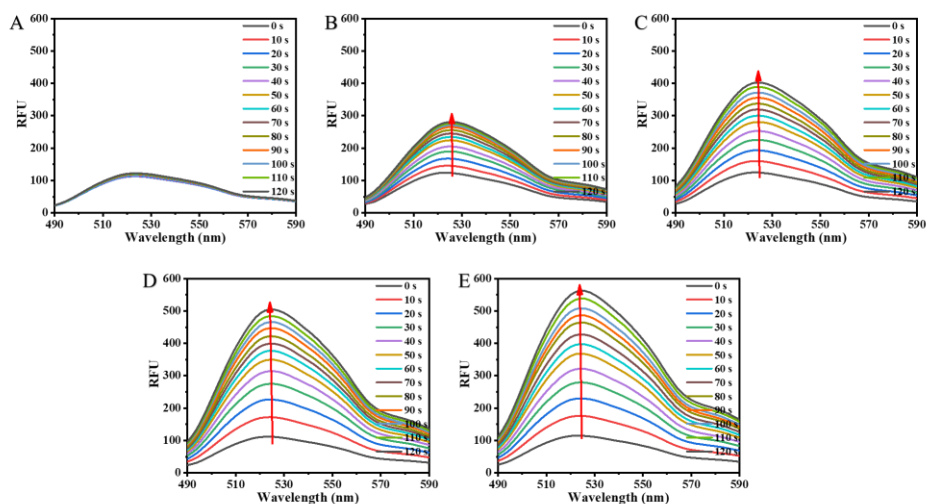 A
RFU
600
500
400
300
200
100
0
490
510
530
550
570
590
Wavelength (nm)
0 s
10 s
20 s
30 s
40 s
50 s
60 s
70 s
80 s
90 s
100 s
110 s
120 s
B
RFU
600
500
400
300
200
100
0
490
510
530
550
570
590
Wavelength (nm)
0 s
10 s
20 s
30 s
40 s
50 s
60 s
70 s
80 s
90 s
100 s
110 s
120 s
C
RFU
600
500
400
300
200
100
0
490
510
530
550
570
590
Wavelength (nm)
0 s
10 s
20 s
30 s
40 s
50 s
60 s
70 s
80 s
90 s
100 s
110 s
120 s
D
RFU
600
500
400
300
200
100
0
490
510
530
550
570
590
Wavelength (nm)
0 s
10 s
20 s
30 s
40 s
50 s
60 s
70 s
80 s
90 s
100 s
110 s
120 s
E
RFU
600
500
400
300
200
100
0
490
510
530
550
570
590
Wavelength (nm)
0 s
10 s
20 s
30 s
40 s
50 s
60 s
70 s
80 s
90 s
100 s
110 s
120 s